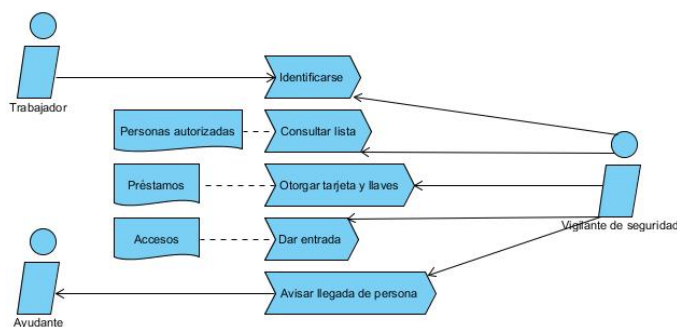 Identificarse
Trabajador
Personas autorizadas
Consultar lista
Préstamos
Otorgar tarjeta y llaves
Vigilante de seguridad
Accesos
Dar entrada
Avisar llegada de persona
Ayudante